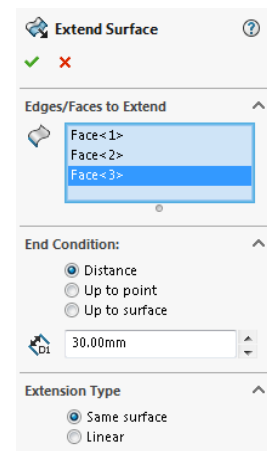 Extend Surface
Edges/Faces to Extend
Face<1>
Face<2>
Face<3>
End Condition:
Distance
Up to point
Up to surface
D1
30.00mm
Extension Type
Same surface
Linear